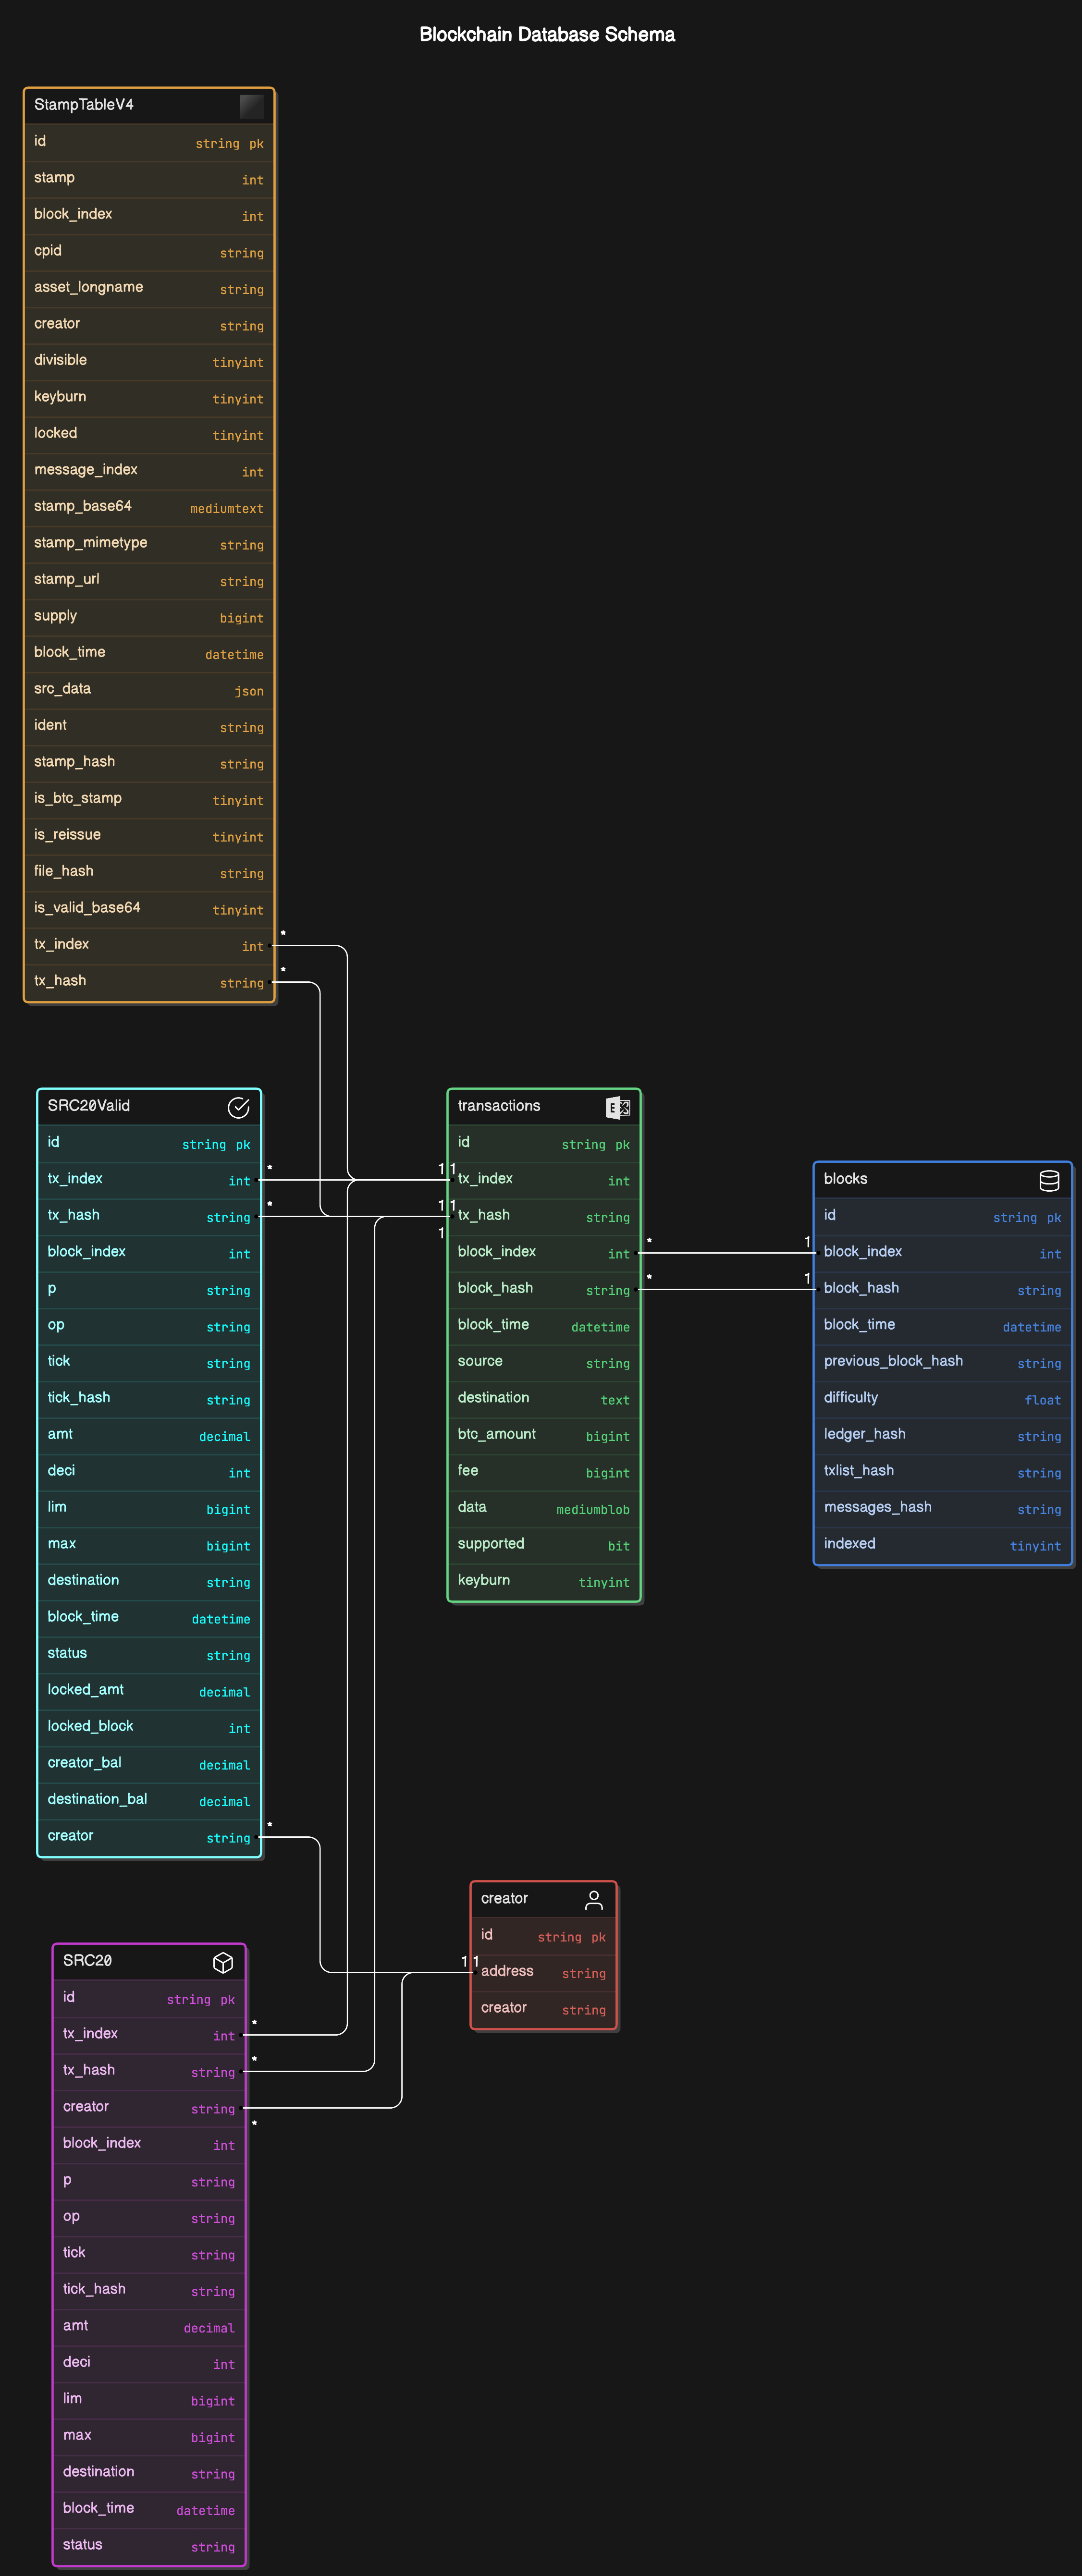 Blockchain Database Schema
StampTableV4
id string pk
stamp int
block_index int
cpid string
asset_longname string
creator string
divisible tinyint
keyburn tinyint
locked tinyint
message_index int
stamp_base64 mediumtext
stamp_mimetype string
stamp_url string
supply bigint
block_time datetime
src_data json
ident string
stamp_hash string
is_btc_stamp tinyint
is_reissue tinyint
file_hash string
is_valid_base64 tinyint
tx_index int *
tx_hash string *
SRC20Valid
id string pk
tx_index int *
tx_hash string *
block_index int
p string
op string
tick string
tick_hash string
amt decimal
deci int
lim bigint
max bigint
destination string
block_time datetime
status string
locked_amt decimal
locked_block int
creator_bal decimal
destination_bal decimal
creator string *
transactions
id string pk
1 1 tx_index int
1 1 tx_hash string
1
block_index int *
block_hash string *
block_time datetime
source string
destination text
btc_amount bigint
fee bigint
data mediumblob
supported bit
keyburn tinyint
blocks
id string pk
1 block_index int
1 block_hash string
block_time datetime
previous_block_hash string
difficulty float
ledger_hash string
txlist_hash string
messages_hash string
indexed tinyint
creator
id string pk
1 1 address string
creator string
SRC20
id string pk
tx_index int *
tx_hash string *
creator string
*
block_index int
p string
op string
tick string
tick_hash string
amt decimal
deci int
lim bigint
max bigint
destination string
block_time datetime
status string